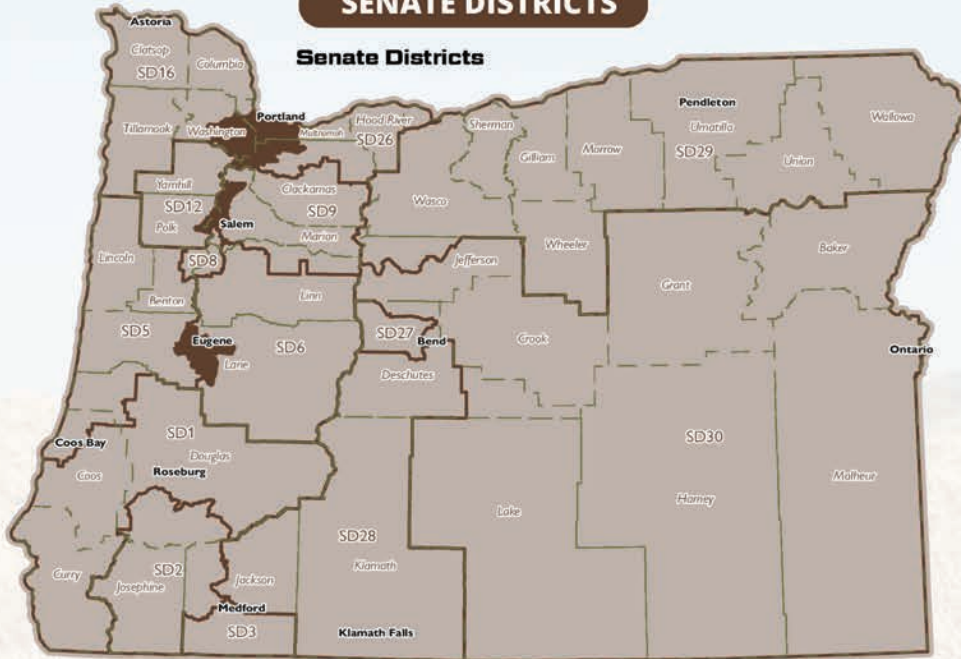 SENATE DISTRICTS
Senate Districts
Astoria
Clatsop
SD16
Columbia
Tillamook
Washington
Portland
Multnomah
Hood River
SD26
Sherman
Gilliam
Morrow
Pendleton
Umatilla
SD29
Union
Wallowa
Yamhill
SD12
Polk
Salem
Clackamas
SD9
Marion
Wasco
Wheeler
Lincoln
SD8
Benton
Linn
Jefferson
Grant
Baker
SD5
Eugene
Lane
SD6
SD27
Bend
Deschutes
Crook
Ontario
Coos Bay
Coos
SD1
Douglas
Roseburg
SD30
Harney
Malheur
Lake
Curry
Josephine
SD2
Jackson
Medford
SD3
SD28
Klamath
Klamath Falls